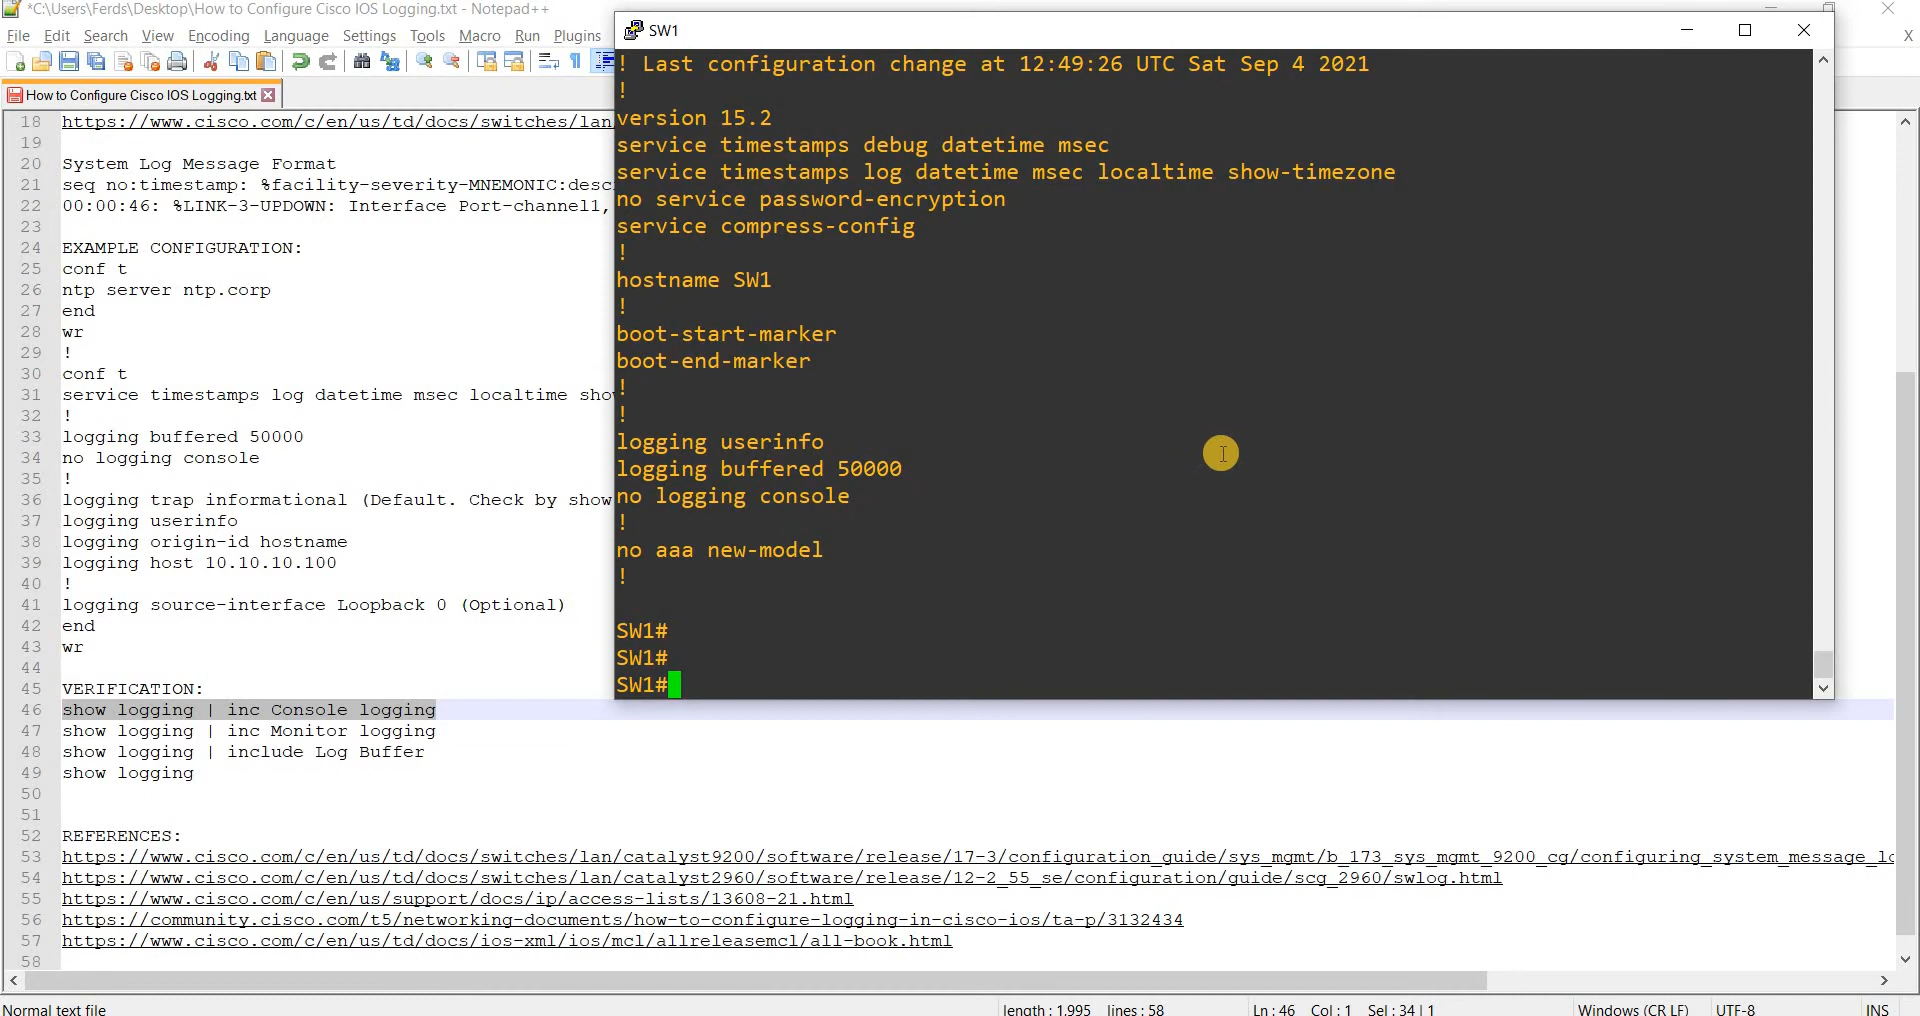 *C:\Users\Ferds\Desktop\How to Configure Cisco IOS Logging.txt - Notepad++
File Edit Search View Encoding Language Settings Tools Macro Run Plugins
X
How to Configure Cisco IOS Logging.txt
18 https://www.cisco.com/c/en/us/td/docs/switches/lan
19
20 System Log Message Format
21 seq no:timestamp: %facility-severity-MNEMONIC:desc
22 00:00:46: %LINK-3-UPDOWN: Interface Port-channel1,
23
24 EXAMPLE CONFIGURATION:
25 conf t
26 ntp server ntp.corp
27 end
28 wr
29 !
30 conf t
31 service timestamps log datetime msec localtime sho
32 !
33 logging buffered 50000
34 no logging console
35 !
36 logging trap informational (Default. Check by show
37 logging userinfo
38 logging origin-id hostname
39 logging host 10.10.10.100
40 !
41 logging source-interface Loopback 0 (Optional)
42 end
43 wr
44
45 VERIFICATION:
46 show logging | inc Console logging
47 show logging | inc Monitor logging
48 show logging | include Log Buffer
49 show logging
50
51
52 REFERENCES:
53 https://www.cisco.com/c/en/us/td/docs/switches/lan/catalyst9200/software/release/17-3/configuration_guide/sys_mgmt/b_173_sys_mgmt_9200_cg/configuring_system_message_lo
54 https://www.cisco.com/c/en/us/td/docs/switches/lan/catalyst2960/software/release/12-2_55_se/configuration/guide/scg_2960/swlog.html
55 https://www.cisco.com/c/en/us/support/docs/ip/access-lists/13608-21.html
56 https://community.cisco.com/t5/networking-documents/how-to-configure-logging-in-cisco-ios/ta-p/3132434
57 https://www.cisco.com/c/en/us/td/docs/ios-xml/ios/mcl/allreleasemcl/all-book.html
58
SW1
! Last configuration change at 12:49:26 UTC Sat Sep 4 2021
!
version 15.2
service timestamps debug datetime msec
service timestamps log datetime msec localtime show-timezone
no service password-encryption
service compress-config
!
hostname SW1
!
boot-start-marker
boot-end-marker
!
!
logging userinfo
logging buffered 50000
no logging console
!
no aaa new-model
!
SW1#
SW1#
SW1#
Normal text file
length : 1,995 lines : 58
Ln : 46 Col : 1 Sel : 34 | 1
Windows (CR LF)
UTF-8
INS